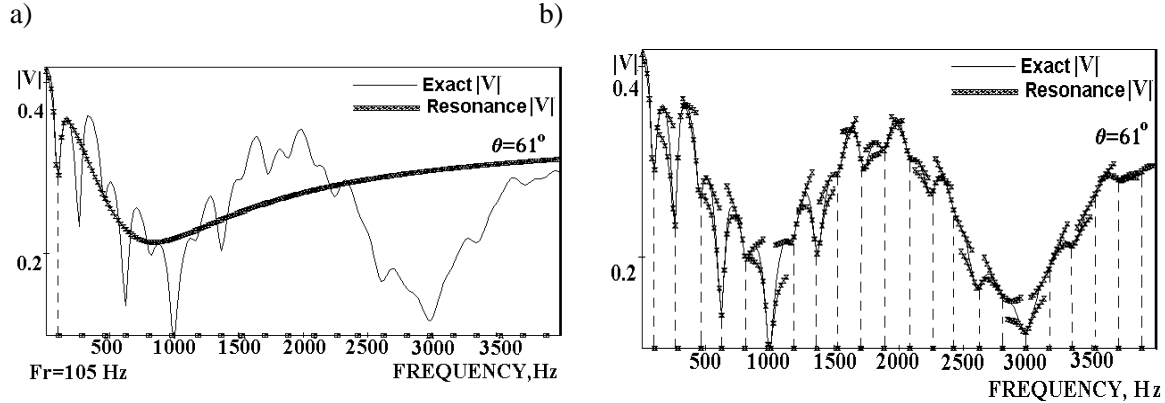 a)
|V|
0.4
0.2
Exact |V|
Resonance |V|
θ=61°
500 1000 1500 2000 2500 3000 3500
Fr=105 Hz FREQUENCY,Hz
b)
|V|
0.4
0.2
Exact |V|
Resonance |V|
θ=61°
500 1000 1500 2000 2500 3000 3500
FREQUENCY, Hz